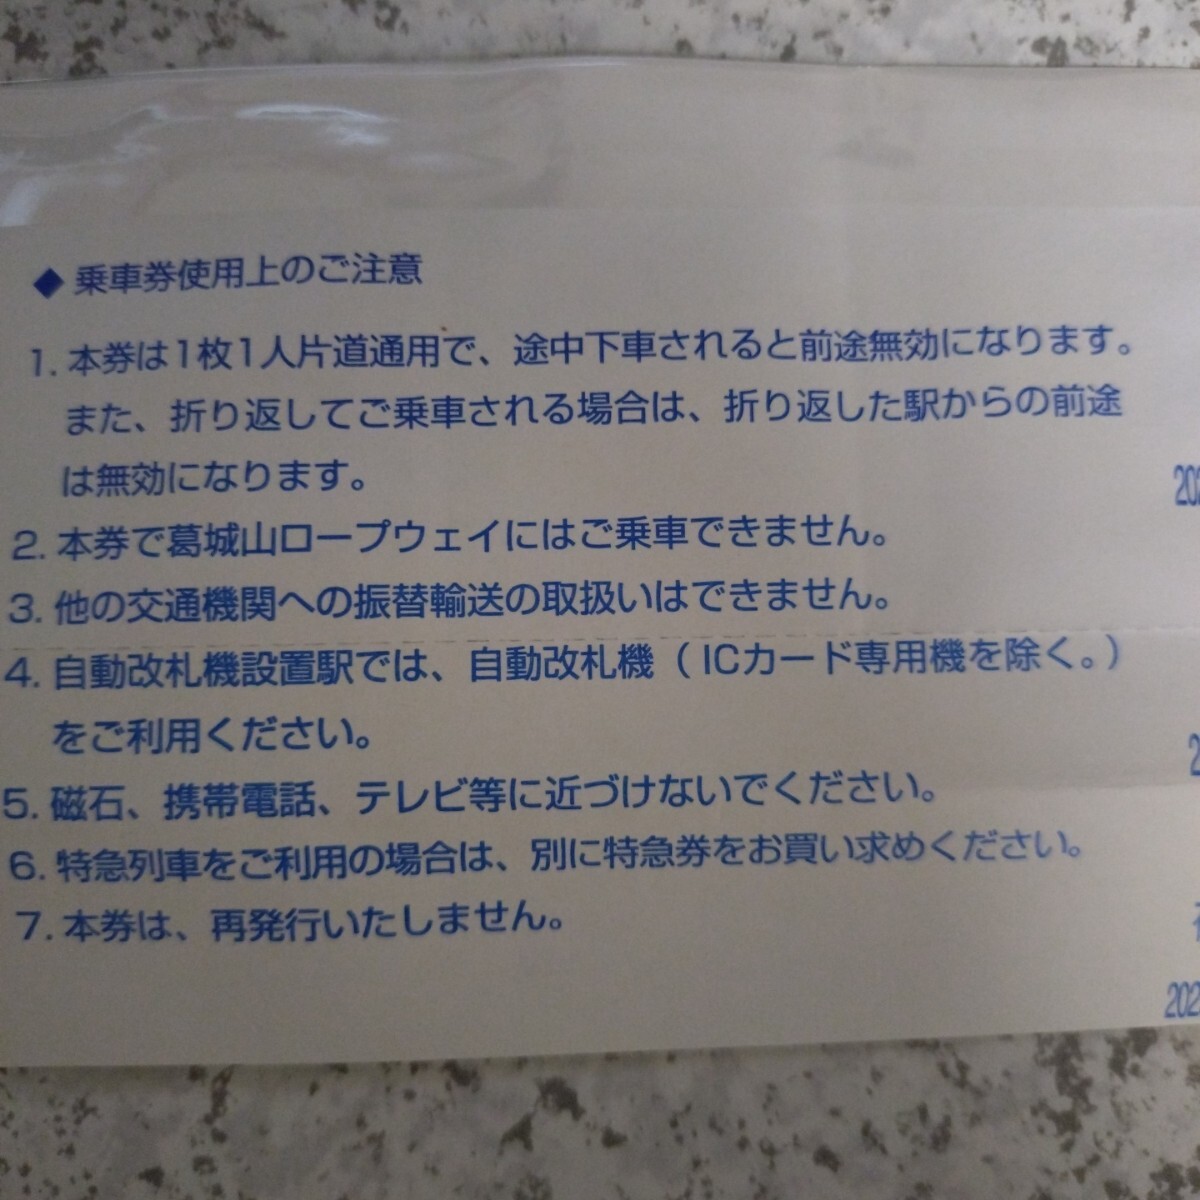 ◆ 乗車券使用上のご注意
1. 本券は1枚1人片道通用で、途中下車されると前途無効になります。
また、折り返してご乗車される場合は、折り返した駅からの前途
は無効になります。
2. 本券で葛城山ロープウェイにはご乗車できません。
3. 他の交通機関への振替輸送の取扱いはできません。
4. 自動改札機設置駅では、自動改札機（ICカード専用機を除く。）
をご利用ください。
5. 磁石、携帯電話、テレビ等に近づけないでください。
6. 特急列車をご利用の場合は、別に特急券をお買い求めください。
7. 本券は、再発行いたしません。